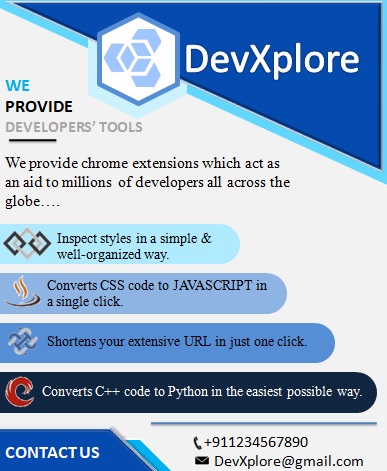 DevXplore
WE
PROVIDE
DEVELOPERS' TOOLS
We provide chrome extensions which act as
an aid to millions of developers all across the
globe….
Inspect styles in a simple &
well-organized way.
Converts CSS code to JAVASCRIPT in
a single click.
Shortens your extensive URL in just one click.
Converts C++ code to Python in the easiest possible way.
CONTACT US
+911234567890
DevXplore@gmail.com